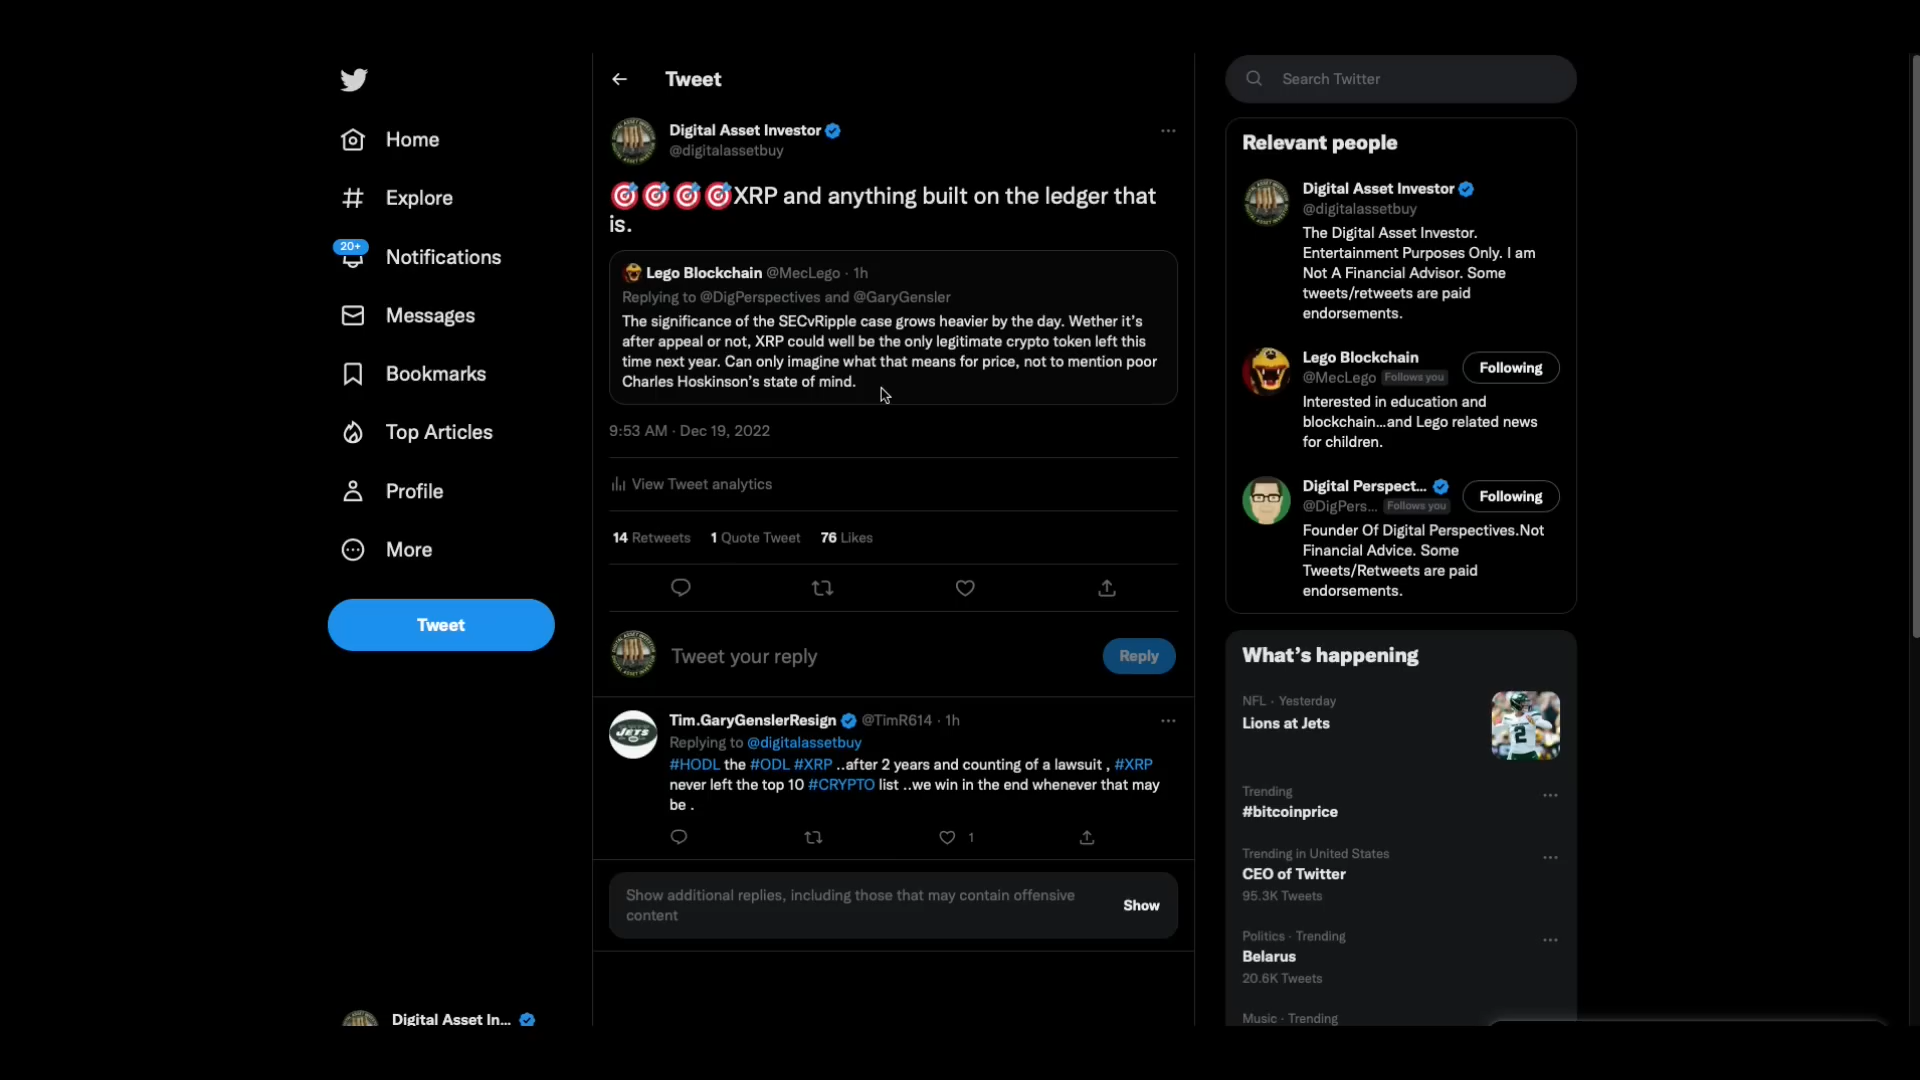 Home
Explore
20+
Notifications
Messages
Bookmarks
Top Articles
Profile
More
Tweet
Digital Asset In...
Tweet
Digital Asset Investor
@digitalassetbuy
XRP and anything built on the ledger that
is.
Lego Blockchain @MecLego · 1h
Replying to @DigPerspectives and @GaryGensler
The significance of the SECvRipple case grows heavier by the day. Wether it's
after appeal or not, XRP could well be the only legitimate crypto token left this
time next year. Can only imagine what that means for price, not to mention poor
Charles Hoskinson's state of mind.
9:53 AM · Dec 19, 2022
View Tweet analytics
14 Retweets 1 Quote Tweet 76 Likes
Tweet your reply
Reply
JETS
Tim.GaryGenslerResign @TimR614 · 1h
Replying to @digitalassetbuy
#HODL the #ODL #XRP ..after 2 years and counting of a lawsuit , #XRP
never left the top 10 #CRYPTO list ..we win in the end whenever that may
be .
1
Show additional replies, including those that may contain offensive
content
Show
Search Twitter
Relevant people
Digital Asset Investor
@digitalassetbuy
The Digital Asset Investor.
Entertainment Purposes Only. I am
Not A Financial Advisor. Some
tweets/retweets are paid
endorsements.
Lego Blockchain
@MecLego Follows you
Following
Interested in education and
blockchain...and Lego related news
for children.
Digital Perspect...
@DigPers... Follows you
Following
Founder Of Digital Perspectives.Not
Financial Advice. Some
Tweets/Retweets are paid
endorsements.
What's happening
NFL · Yesterday
Lions at Jets
2
Trending
#bitcoinprice
Trending in United States
CEO of Twitter
95.3K Tweets
Politics · Trending
Belarus
20.6K Tweets
Music · Trending